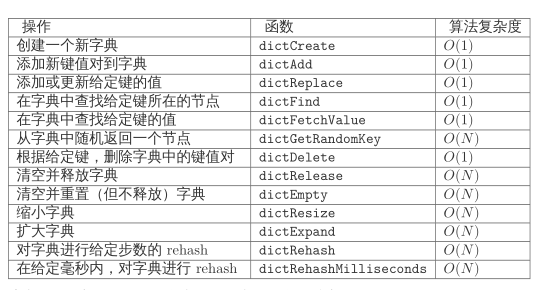 操作 函数 算法复杂度
创建一个新字典 dictCreate O(1)
添加新键值对到字典 dictAdd O(1)
添加或更新给定键的值 dictReplace O(1)
在字典中查找给定键所在的节点 dictFind O(1)
在字典中查找给定键的值 dictFetchValue O(1)
从字典中随机返回一个节点 dictGetRandomKey O(N)
根据给定键，删除字典中的键值对 dictDelete O(1)
清空并释放字典 dictRelease O(N)
清空并重置（但不释放）字典 dictEmpty O(N)
缩小字典 dictResize O(N)
扩大字典 dictExpand O(N)
对字典进行给定步数的 rehash dictRehash O(N)
在给定毫秒内，对字典进行 rehash dictRehashMilliseconds O(N)